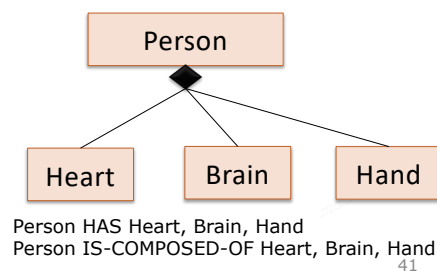 Person
Heart
Brain
Hand
Person HAS Heart, Brain, Hand
Person IS-COMPOSED-OF Heart, Brain, Hand
41